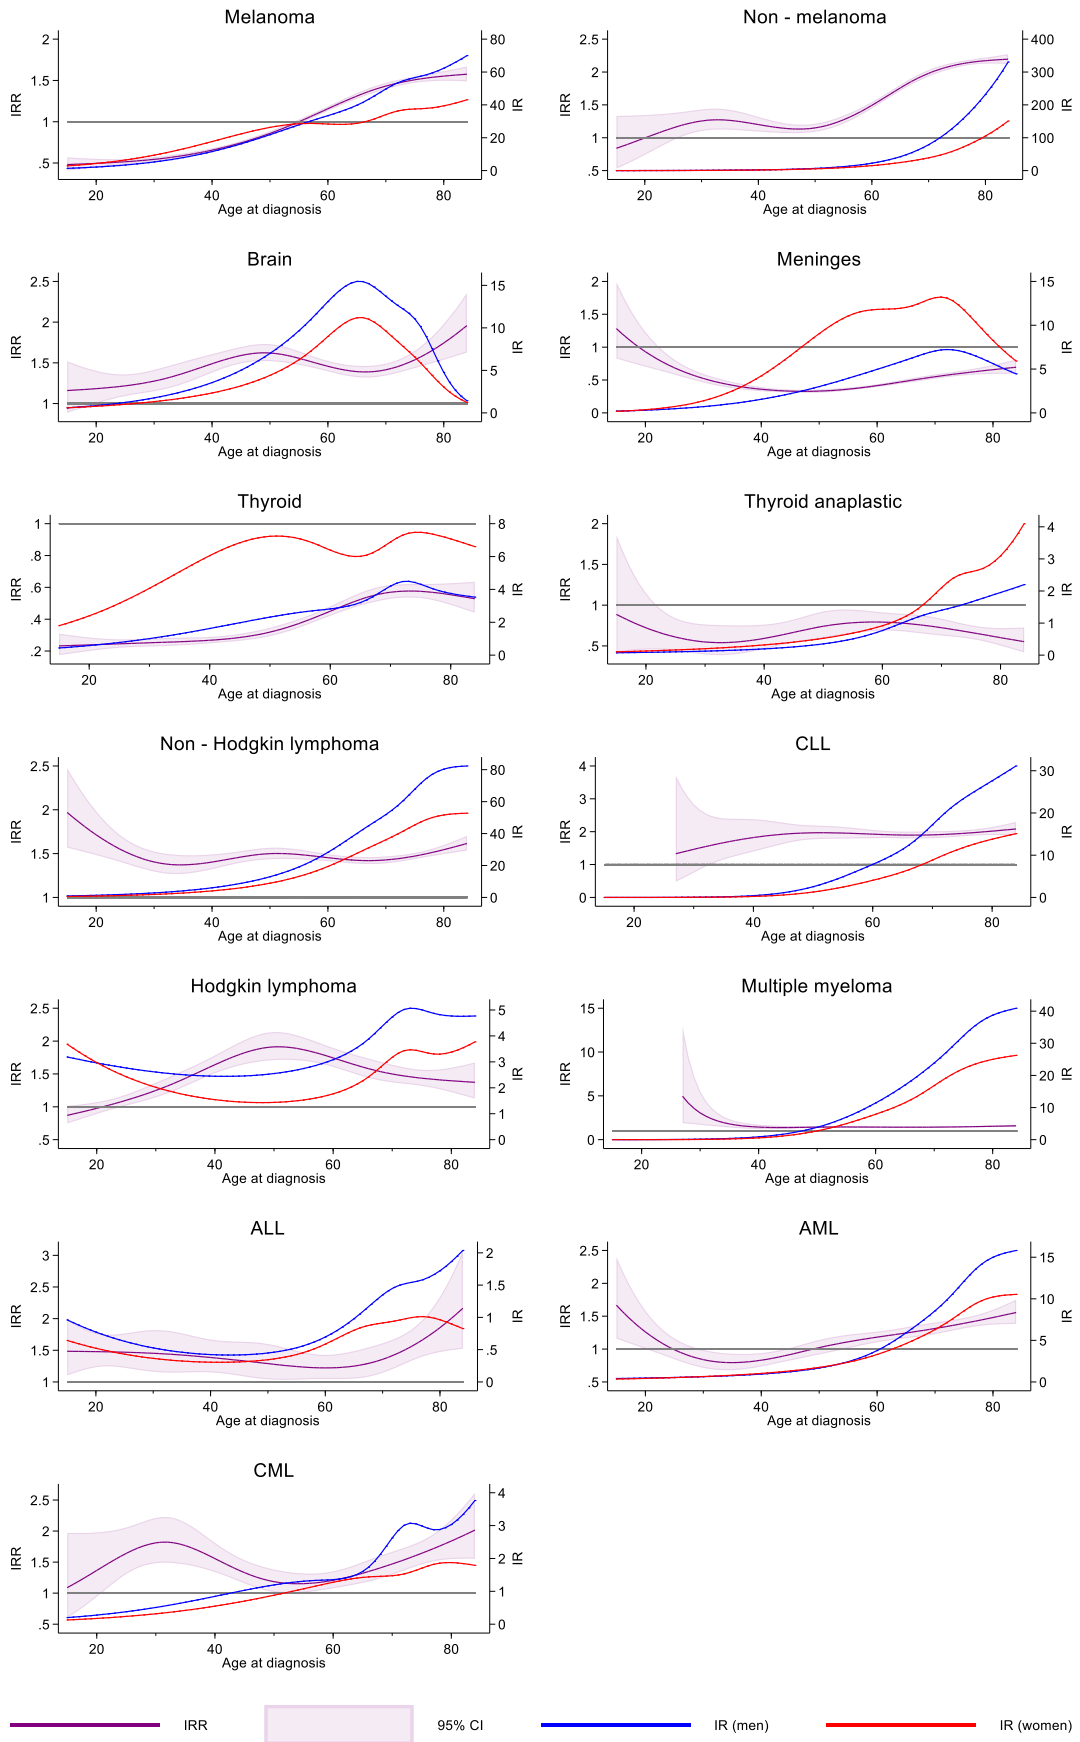 Melanoma
2
1.5
1
.5
IRR
80
60
40
20
0
IR
20 40 60 80
Age at diagnosis
Non - melanoma
2.5
2
1.5
1
.5
IRR
400
300
200
100
0
IR
20 40 60 80
Age at diagnosis
Brain
2.5
2
1.5
1
IRR
15
10
5
0
IR
20 40 60 80
Age at diagnosis
Meninges
2
1.5
1
.5
0
IRR
15
10
5
0
IR
20 40 60 80
Age at diagnosis
Thyroid
1
.8
.6
.4
.2
IRR
8
6
4
2
0
IR
20 40 60 80
Age at diagnosis
Thyroid anaplastic
2
1.5
1
.5
IRR
4
3
2
1
0
IR
20 40 60 80
Age at diagnosis
Non - Hodgkin lymphoma
2.5
2
1.5
1
IRR
80
60
40
20
0
IR
20 40 60 80
Age at diagnosis
CLL
4
3
2
1
0
IRR
30
20
10
0
IR
20 40 60 80
Age at diagnosis
Hodgkin lymphoma
2.5
2
1.5
1
.5
IRR
5
4
3
2
1
0
IR
20 40 60 80
Age at diagnosis
Multiple myeloma
15
10
5
0
IRR
40
30
20
10
0
IR
20 40 60 80
Age at diagnosis
ALL
3
2.5
2
1.5
1
IRR
2
1.5
1
.5
0
IR
20 40 60 80
Age at diagnosis
AML
2.5
2
1.5
1
.5
IRR
15
10
5
0
IR
20 40 60 80
Age at diagnosis
CML
2.5
2
1.5
1
.5
IRR
4
3
2
1
0
IR
20 40 60 80
Age at diagnosis
IRR 95% CI IR (men) IR (women)